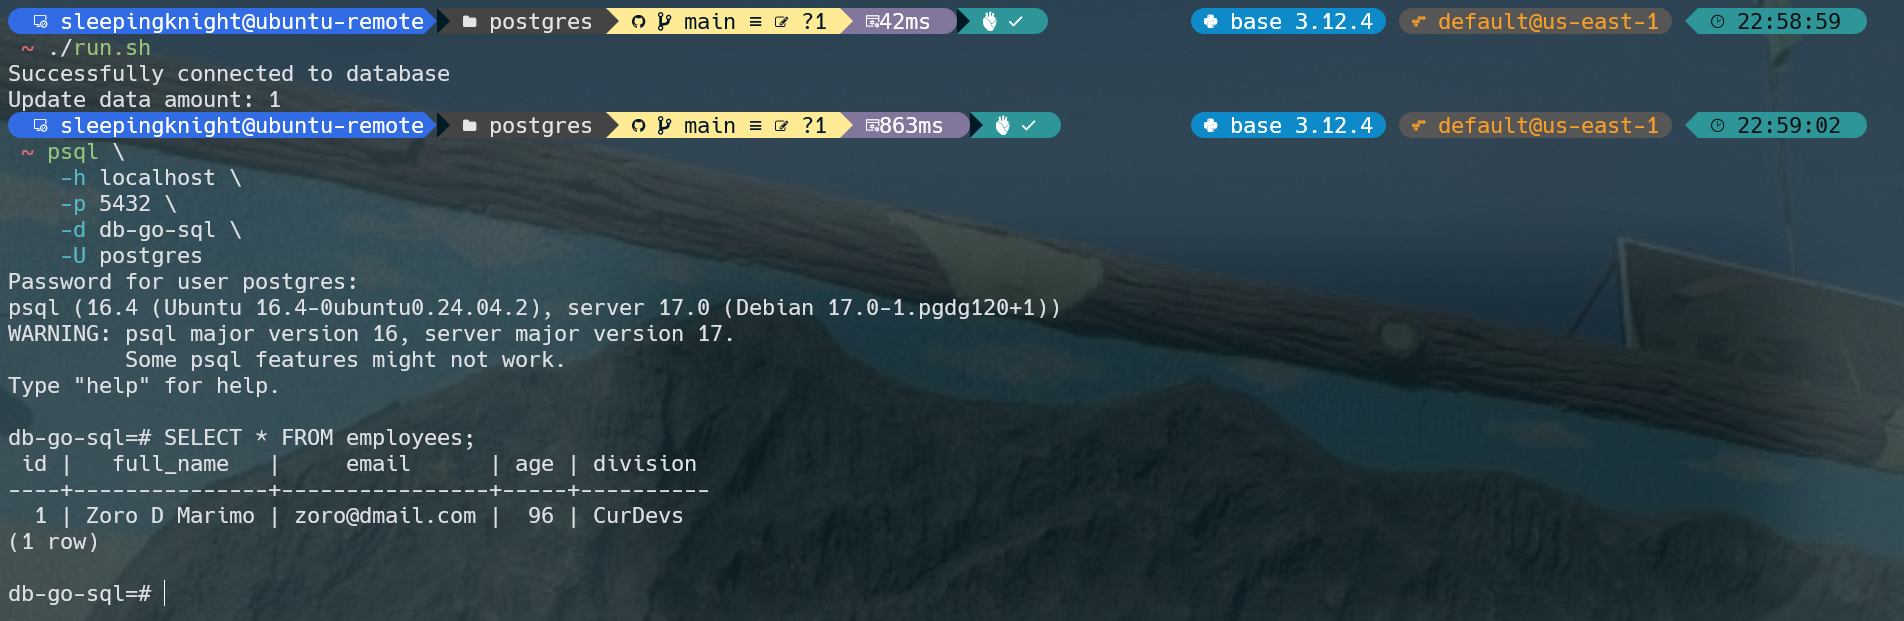 sleepingknight@ubuntu-remote postgres main ≡ ?1 42ms ✓ base 3.12.4 default@us-east-1 22:58:59
~ ./run.sh
Successfully connected to database
Update data amount: 1
sleepingknight@ubuntu-remote postgres main ≡ ?1 863ms ✓ base 3.12.4 default@us-east-1 22:59:02
~ psql \
    -h localhost \
    -p 5432 \
    -d db-go-sql \
    -U postgres
Password for user postgres:
psql (16.4 (Ubuntu 16.4-0ubuntu0.24.04.2), server 17.0 (Debian 17.0-1.pgdg120+1))
WARNING: psql major version 16, server major version 17.
         Some psql features might not work.
Type "help" for help.
db-go-sql=# SELECT * FROM employees;
 id |   full_name   |     email      | age | division
----+---------------+----------------+-----+----------
  1 | Zoro D Marimo | zoro@dmail.com |  96 | CurDevs
(1 row)
db-go-sql=#